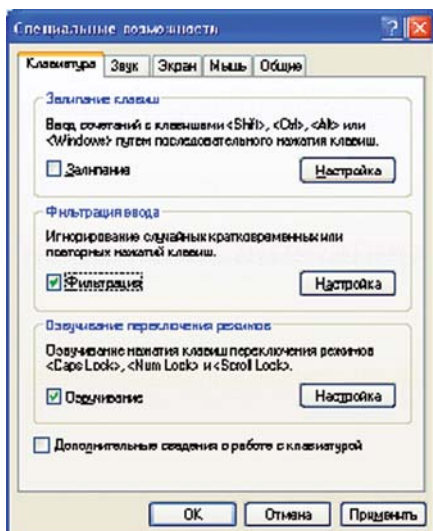 Специальные возможности
Клавиатура Звук Экран Мышь Общие
Залипание клавиш
Ввод сочетаний с клавишами <Shift>, <Ctrl>, <Alt> или
<Windows> путем последовательного нажатия клавиш.
Залипание Настройка
Фильтрация ввода
Игнорирование случайных кратковременных или
повторных нажатий клавиш.
Фильтрация Настройка
Озвучивание переключения режимов
Озвучивание нажатия клавиш переключения режимов
<Caps Lock>, <Num Lock> и <Scroll Lock>.
Озвучивание Настройка
Дополнительные сведения о работе с клавиатурой
ОК Отмена Применить